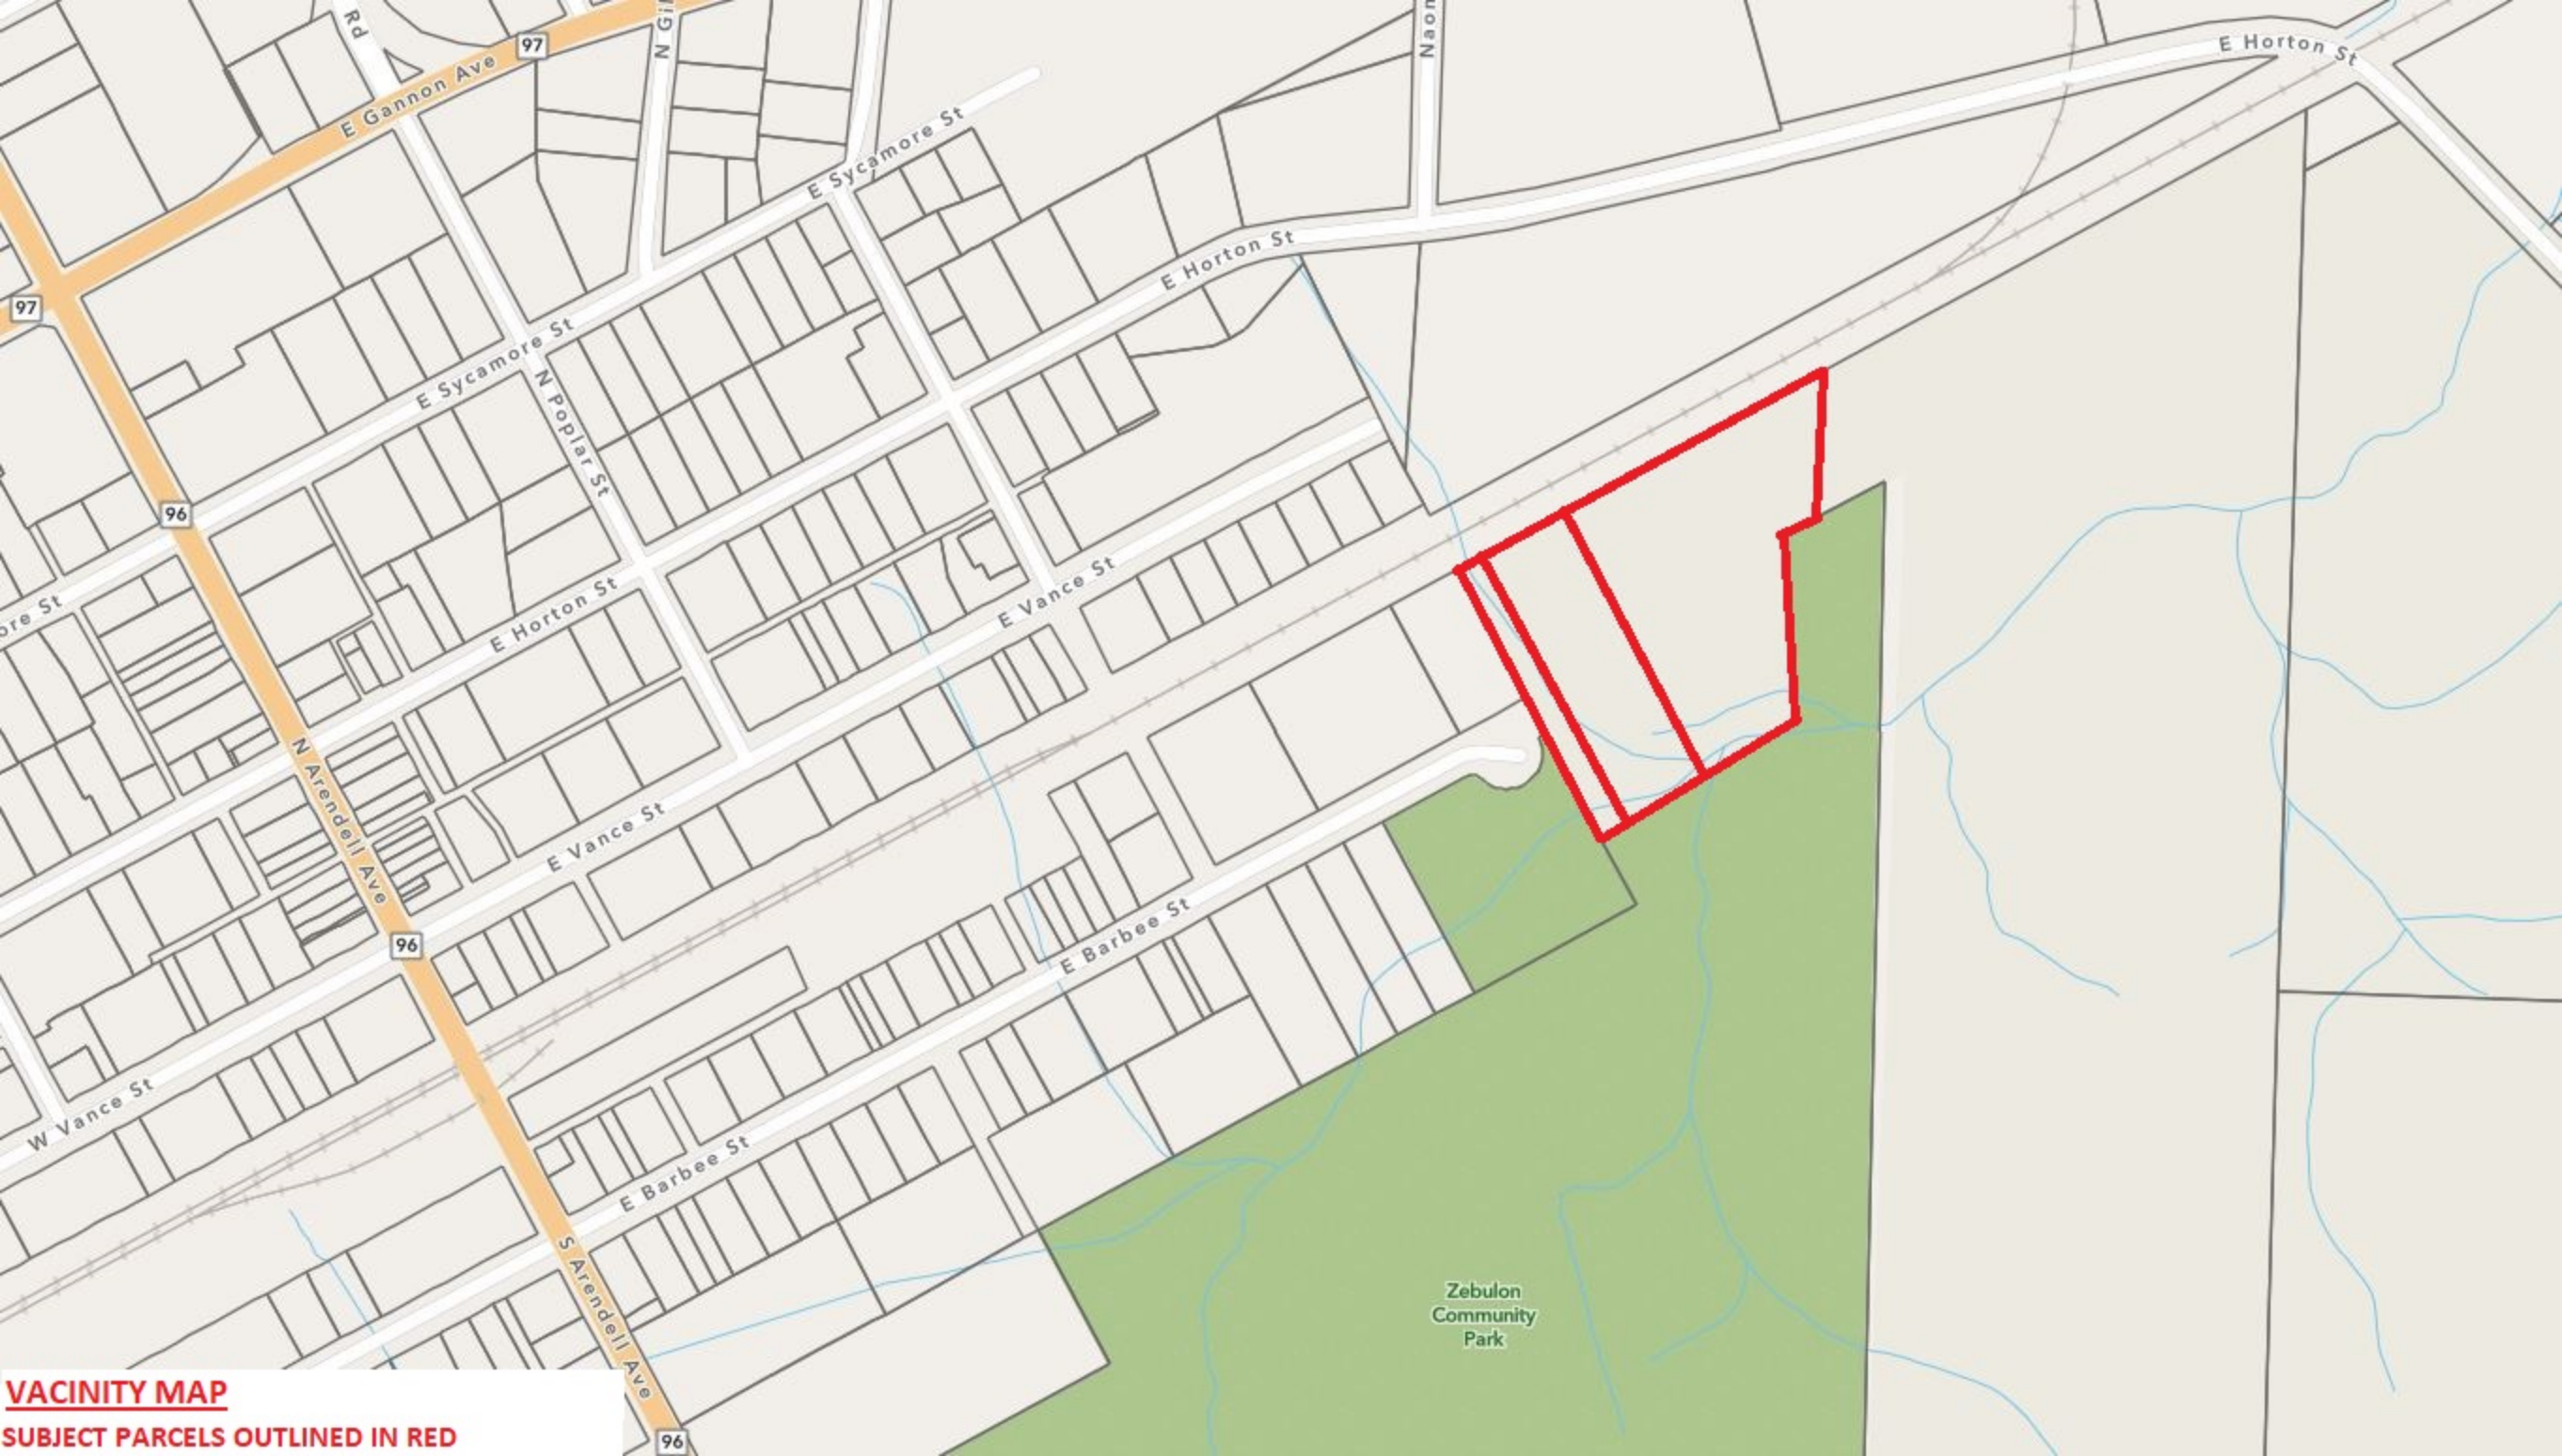 Rd
97
E Gannon Ave
N Gil
Naon
E Horton St
E Sycamore St
E Horton St
97
E Sycamore St
N Poplar St
96
ore St
E Horton St
E Vance St
N Arendell Ave
E Vance St
96
E Barbee St
W Vance St
E Barbee St
S Arendell Ave
Zebulon
Community
Park
96
VACINITY MAP
SUBJECT PARCELS OUTLINED IN RED